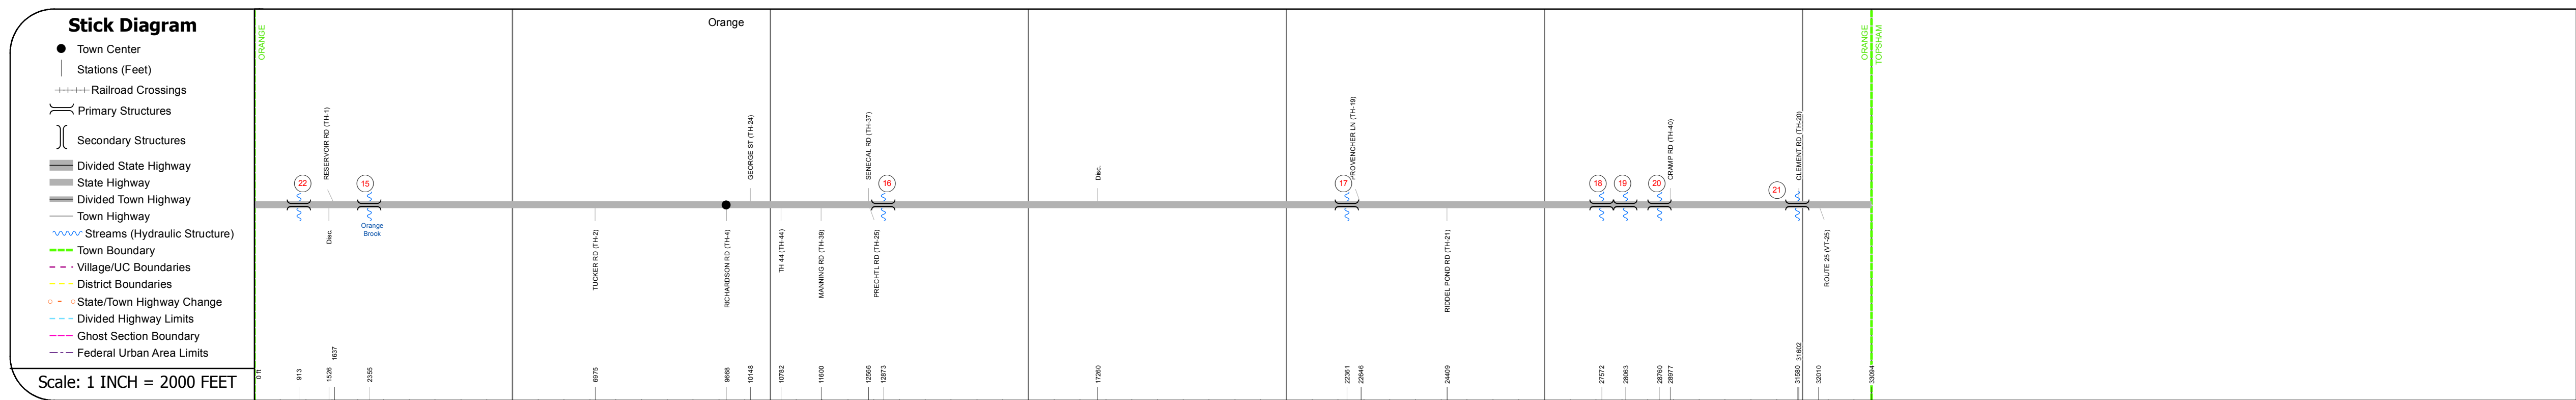 Stick Diagram
Town Center
Stations (Feet)
Railroad Crossings
Primary Structures
Secondary Structures
Divided State Highway
State Highway
Divided Town Highway
Town Highway
Streams (Hydraulic Structure)
Town Boundary
Village/UC Boundaries
District Boundaries
State/Town Highway Change
Divided Highway Limits
Ghost Section Boundary
Federal Urban Area Limits
Scale: 1 INCH = 2000 FEET
ORANGE
Orange
ORANGE
TOPSHAM
RESERVOIR RD (TH-1)
GEORGE ST (TH-24)
SENECAL RD (TH-37)
Disc.
PROVENCHER LN (TH-19)
CRAMP RD (TH-40)
CLEMENT RD (TH-20)
22
15
16
17
18
19
20
21
Disc.
Orange
Brook
TUCKER RD (TH-2)
RICHARDSON RD (TH-4)
TH 44 (TH-44)
MANNING RD (TH-39)
PRECHTL RD (TH-25)
RIDDEL POND RD (TH-21)
ROUTE 25 (VT-25)
0 ft
913
1526
1637
2355
6975
9668
10148
10782
11600
12566
12873
17260
22361
22646
24409
27572
28063
28760
28977
31580
31602
32010
33094